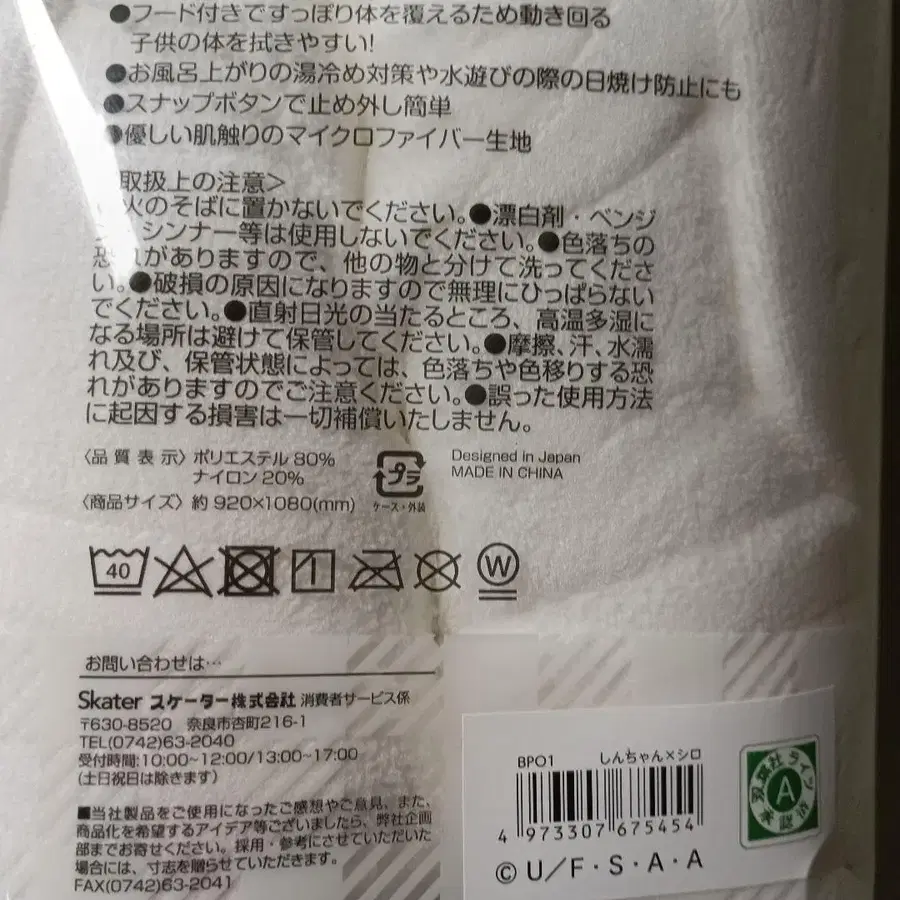 ●フード付きですっぽり体を覆えるため動き回る
子供の体を拭きやすい!
●お風呂上がりの湯冷め対策や水遊びの際の日焼け防止にも
●スナップボタンで止め外し簡単
●優しい肌触りのマイクロファイバー生地
取扱上の注意>
火のそばに置かないでください。●漂白剤・ベンジ
シンナー等は使用しないでください。●色落ちの
恐れがありますので、他の物と分けて洗ってくださ
い。●破損の原因になりますので無理にひっぱらない
でください。●直射日光の当たるところ、高温多湿に
なる場所は避けて保管してください。●摩擦、汗、水濡
れ及び、保管状態によっては、色落ちや色移りする恐
れがありますのでご注意ください。●誤った使用方法
に起因する損害は一切補償いたしません。
〈品質表示〉ポリエステル80%
ナイロン20%
〈商品サイズ〉約920×1080(mm)
プラ
ケース・外装
Designed in Japan
MADE IN CHINA
40
W
お問い合わせは…
Skater スケーター株式会社 消費者サービス係
〒630-8520 奈良市杏町216-1
TEL(0742)63-2040
受付時間:10:00~12:00/13:00~17:00
(土日祝日は除きます)
■当社製品をご使用になったご感想やご意見、また、
商品化を希望するアイデア等ございましたら、弊社企画
部までお寄せください。採用・参考にさせていただいた
場合には、寸志を贈らせていただきます。
FAX(0742)63-2041
BPO1 しんちゃん×シロ
4 973307 675454
©U/F・S・A・A
双葉社ライツ
A
承認済